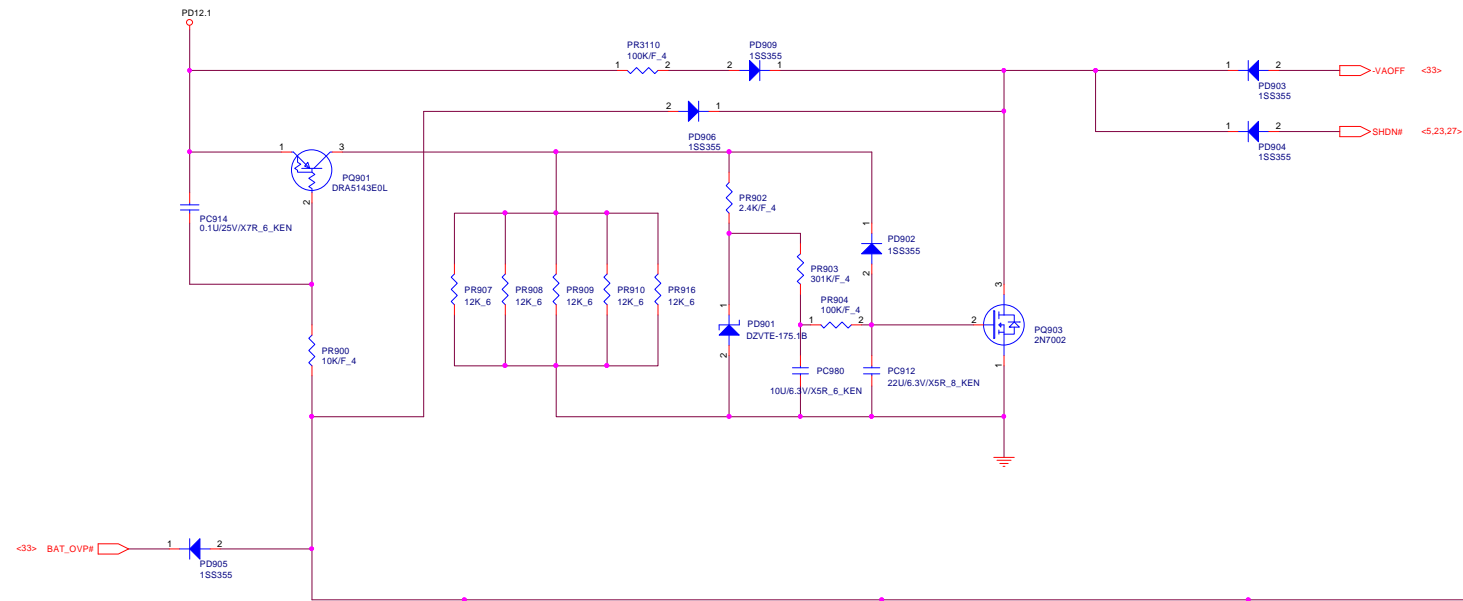 PD12.1
PR3110
100K/F_4
1
2
PD909
1SS355
2
1
1
2
PD903
1SS355
-VAOFF
<33>
2
1
PD906
1SS355
1
2
PD904
1SS355
SHDN#
<5,23,27>
1
3
2
PQ901
DRA5143E0L
PC914
0.1U/25V/X7R_6_KEN
PR902
2.4K/F_4
1
PD902
1SS355
2
PR903
301K/F_4
PR907
12K_6
PR908
12K_6
PR909
12K_6
PR910
12K_6
PR916
12K_6
PR904
100K/F_4
1
2
1
PD901
DZVTE-175.1B
2
2
3
1
PQ903
2N7002
PR900
10K/F_4
PC980
10U/6.3V/X5R_6_KEN
PC912
22U/6.3V/X5R_8_KEN
<33>
BAT_OVP#
1
2
PD905
1SS355